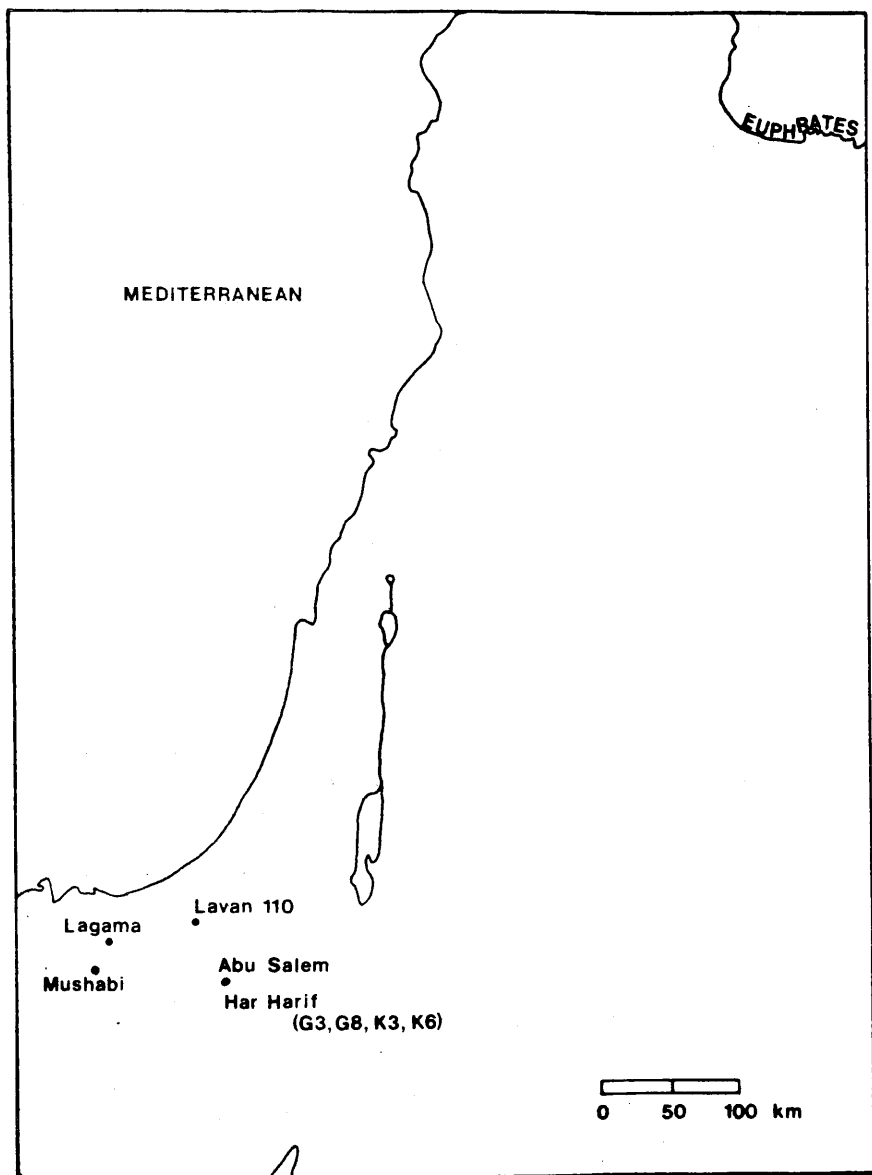 EUPHRATES
MEDITERRANEAN
Lavan 110
Lagama
Abu Salem
Mushabi
Har Harif
(G3, G8, K3, K6)
0 50 100 km